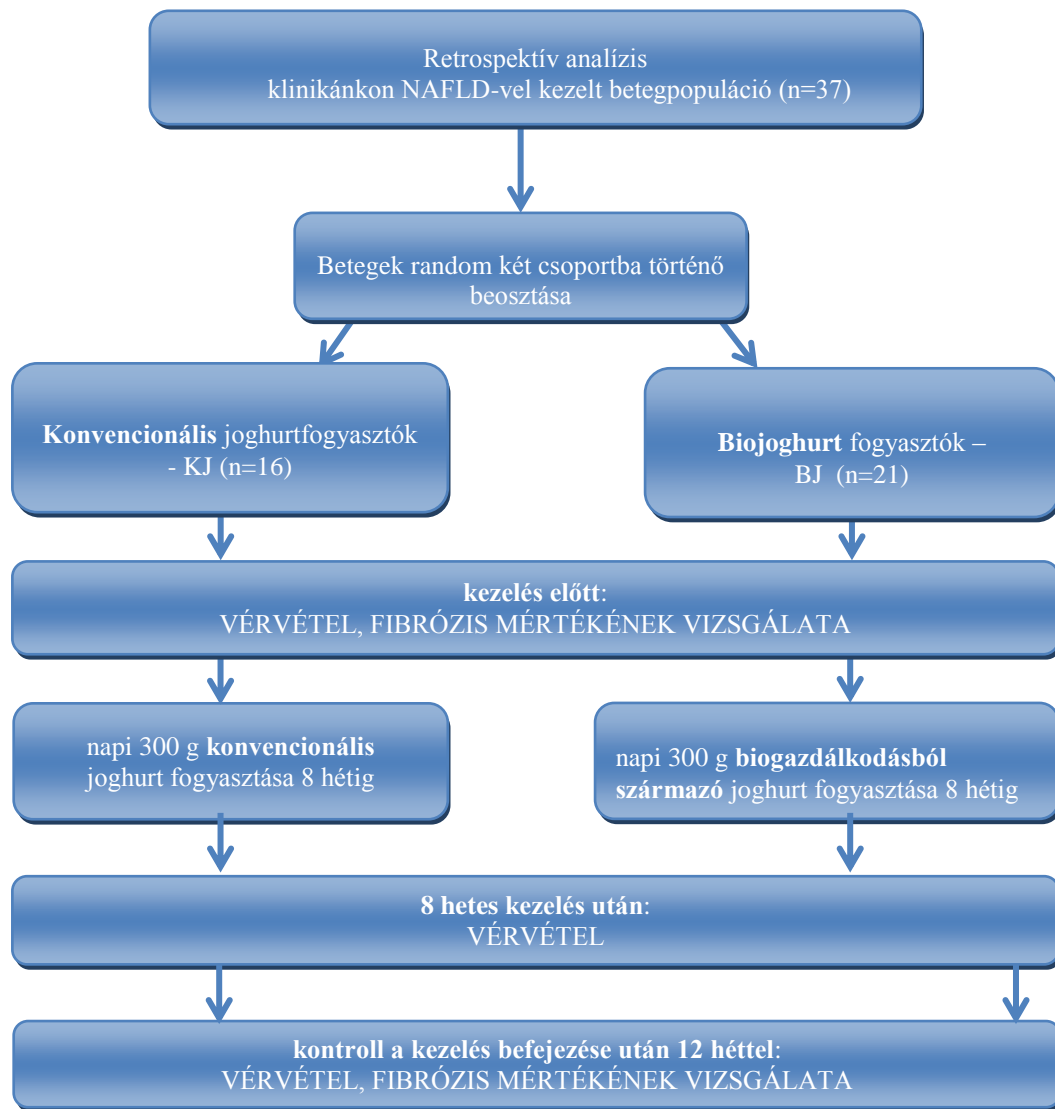 Retrospektív analízis
klinikánkon NAFLD-vel kezelt betegpopuláció (n=37)
Betegek random két csoportba történő
beosztása
Konvencionális joghurtfogyasztók
- KJ (n=16)
Biojoghurt fogyasztók –
BJ (n=21)
kezelés előtt:
VÉRVÉTEL, FIBRÓZIS MÉRTÉKÉNEK VIZSGÁLATA
napi 300 g konvencionális
joghurt fogyasztása 8 hétig
napi 300 g biogazdálkodásból
származó joghurt fogyasztása 8 hétig
8 hetes kezelés után:
VÉRVÉTEL
kontroll a kezelés befejezése után 12 héttel:
VÉRVÉTEL, FIBRÓZIS MÉRTÉKÉNEK VIZSGÁLATA